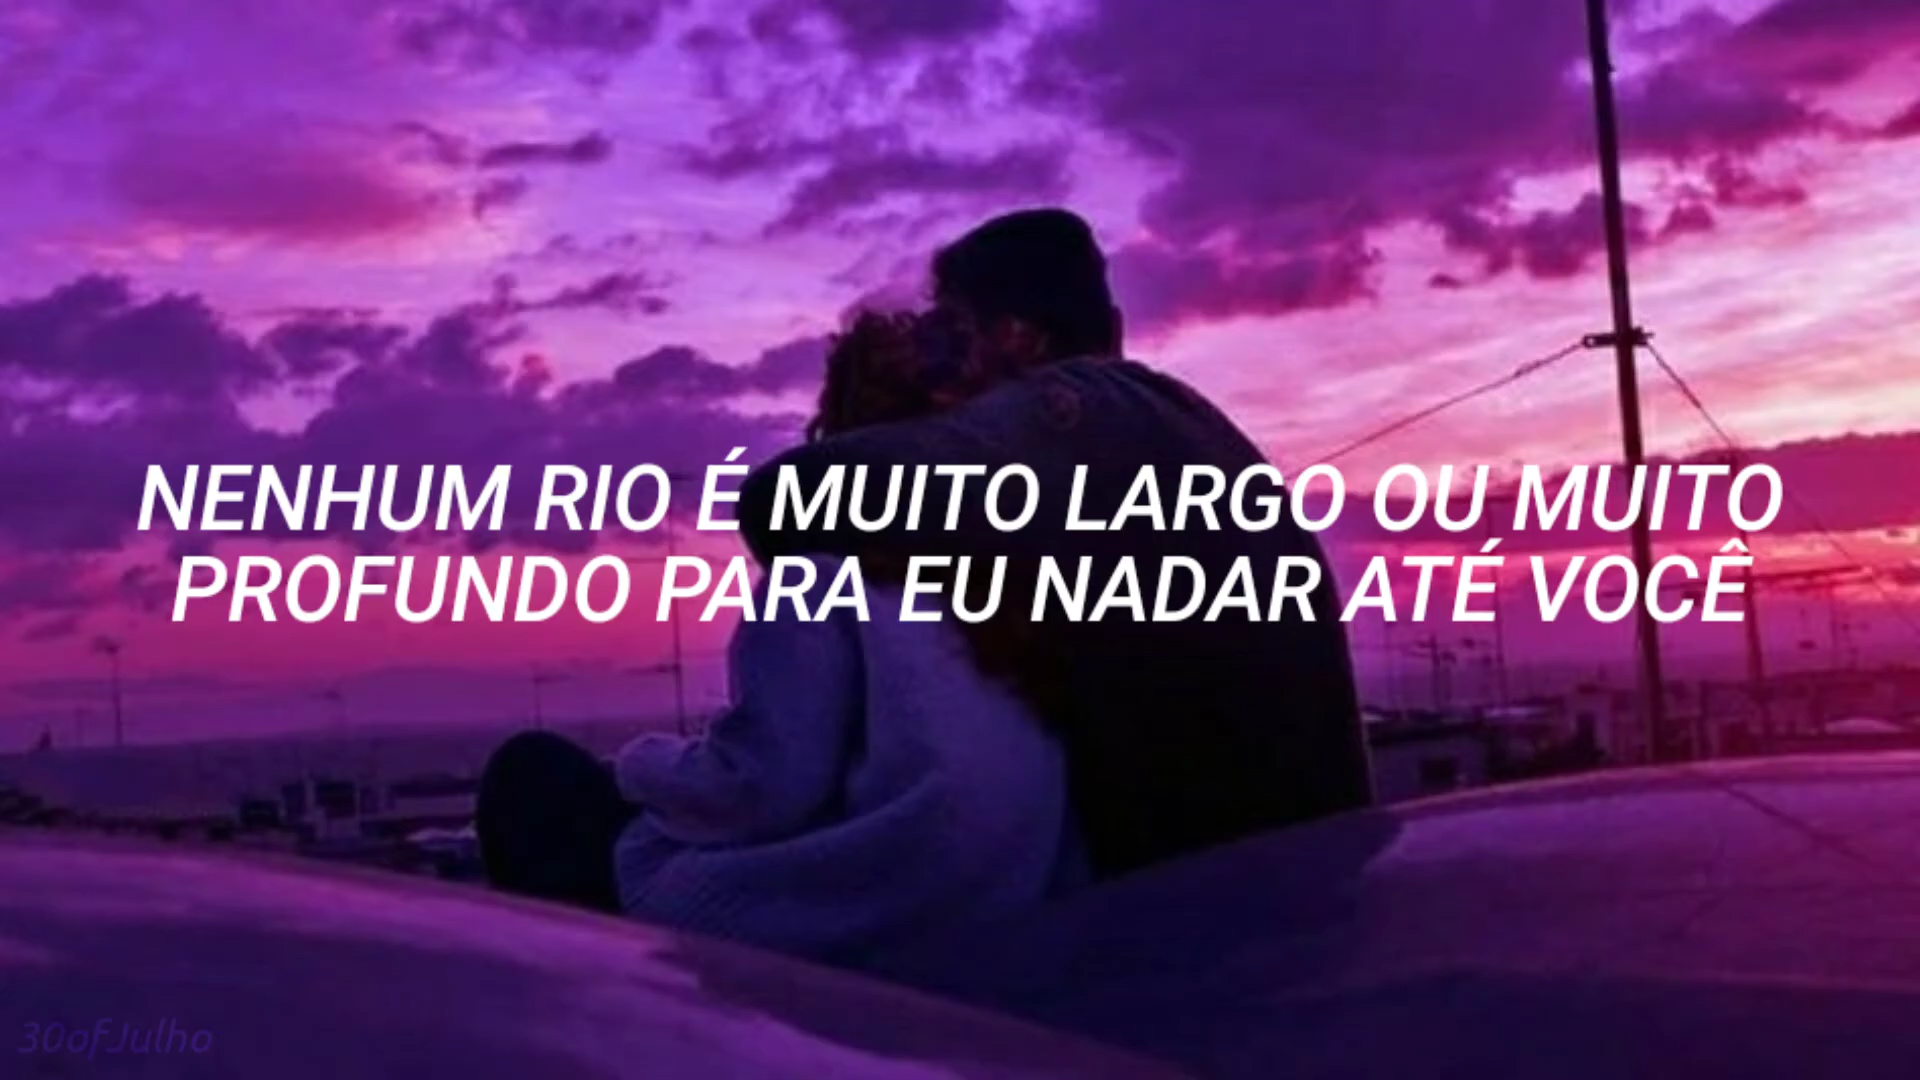 NENHUM RIO É MUITO LARGO OU MUITO
PROFUNDO PARA EU NADAR ATÉ VOCÊ
30ofJulho